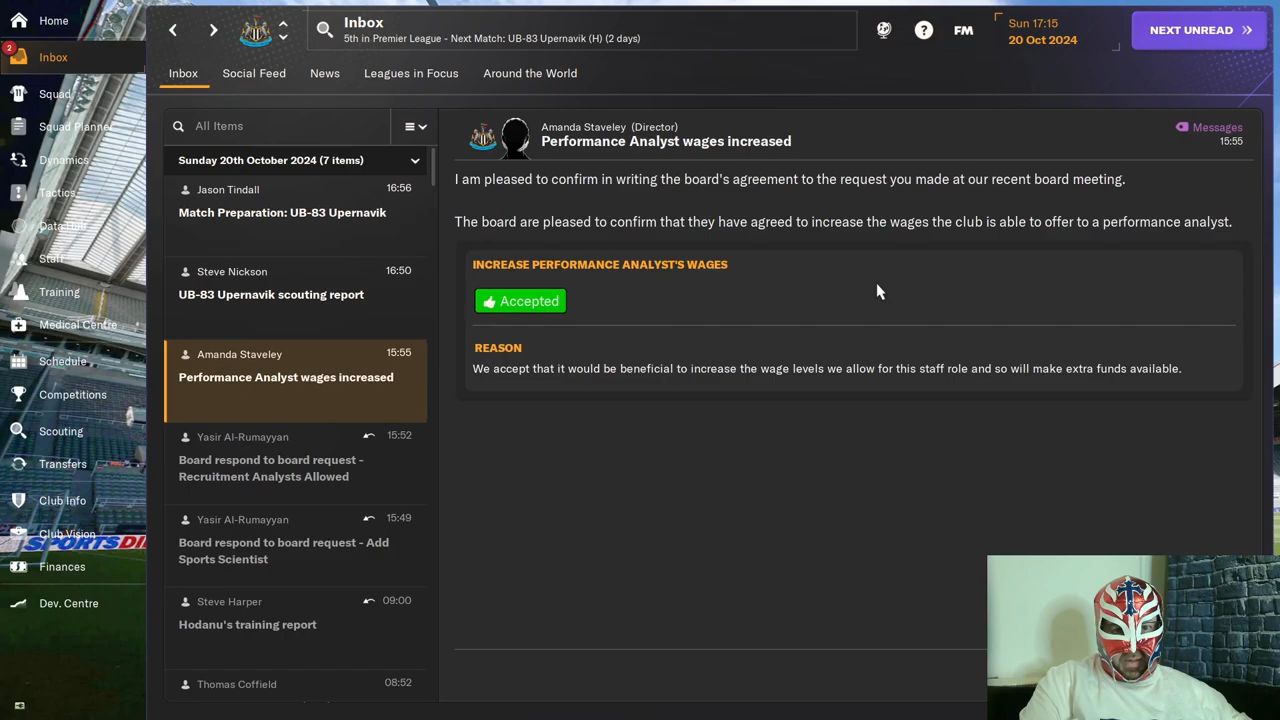 Home
2
Inbox
Squad
Squad Planner
Dynamics
Tactics
Data Hub
Staff
Training
Medical Centre
Schedule
Competitions
Scouting
Transfers
Club Info
Club Vision
SPORTSDI
Finances
Dev. Centre
Inbox
5th in Premier League - Next Match: UB-83 Upernavik (H) (2 days)
?
FM
Sun 17:15
20 Oct 2024
NEXT UNREAD
Inbox
Social Feed
News
Leagues in Focus
Around the World
All Items
Sunday 20th October 2024 (7 items)
Jason Tindall
16:56
Match Preparation: UB-83 Upernavik
Steve Nickson
16:50
UB-83 Upernavik scouting report
Amanda Staveley
15:55
Performance Analyst wages increased
Yasir Al-Rumayyan
15:52
Board respond to board request -
Recruitment Analysts Allowed
Yasir Al-Rumayyan
15:49
Board respond to board request - Add
Sports Scientist
Steve Harper
09:00
Hodanu's training report
Thomas Coffield
08:52
Amanda Staveley (Director)
Performance Analyst wages increased
Messages
15:55
I am pleased to confirm in writing the board's agreement to the request you made at our recent board meeting.
The board are pleased to confirm that they have agreed to increase the wages the club is able to offer to a performance analyst.
INCREASE PERFORMANCE ANALYST'S WAGES
Accepted
REASON
We accept that it would be beneficial to increase the wage levels we allow for this staff role and so will make extra funds available.